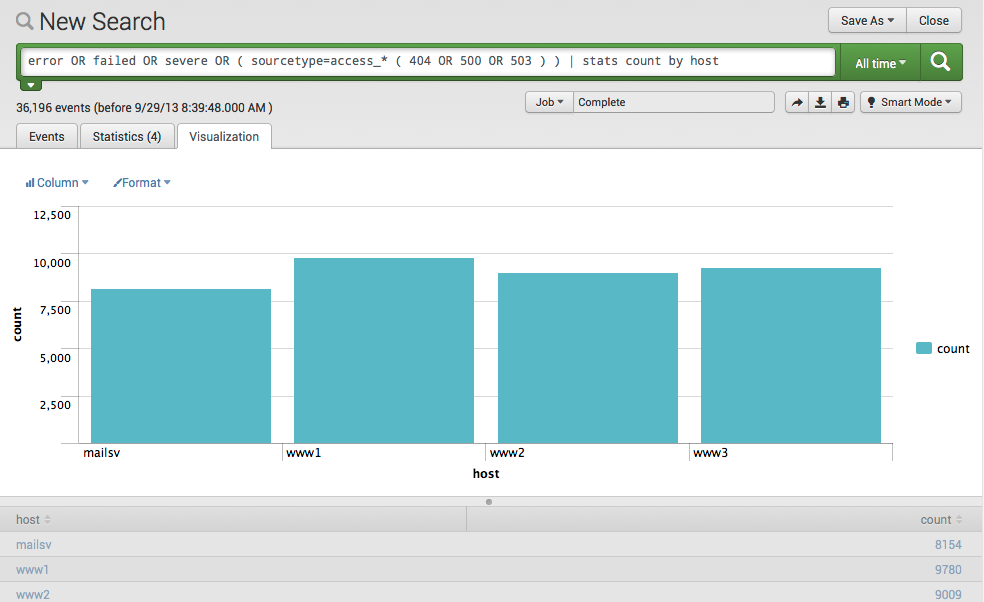 New Search
Save As
Close
error OR failed OR severe OR ( sourcetype=access_* ( 404 OR 500 OR 503 ) ) | stats count by host
All time
36,196 events (before 9/29/13 8:39:48.000 AM )
Job
Complete
Smart Mode
Events
Statistics (4)
Visualization
Column
Format
12,500
10,000
7,500
5,000
2,500
count
mailsv
www1
www2
www3
host
count
host
count
mailsv
8154
www1
9780
www2
9009